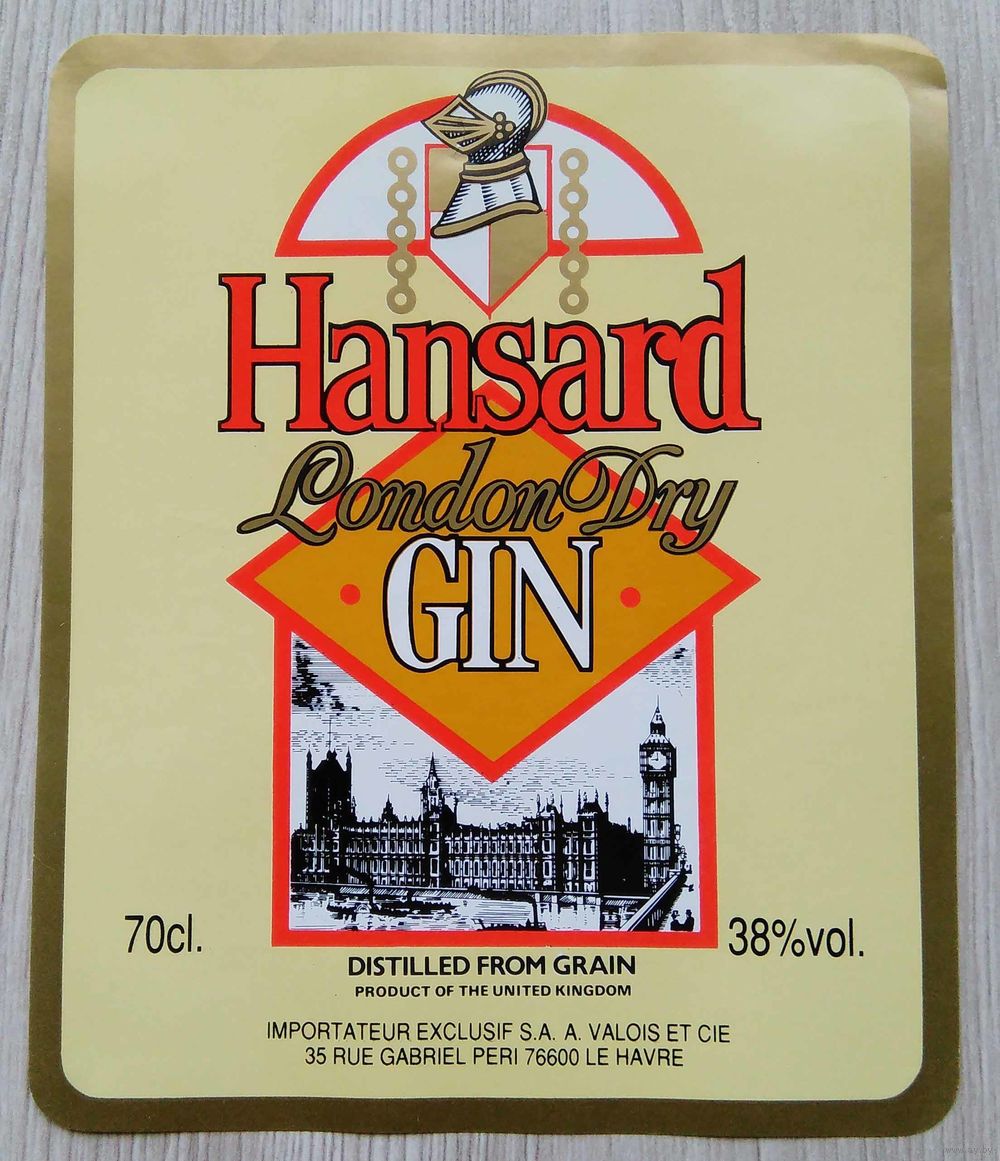 Hansard
London Dry
GIN
70cl.
38%vol.
DISTILLED FROM GRAIN
PRODUCT OF THE UNITED KINGDOM
IMPORTATEUR EXCLUSIF S.A. A. VALOIS ET CIE
35 RUE GABRIEL PERI 76600 LE HAVRE